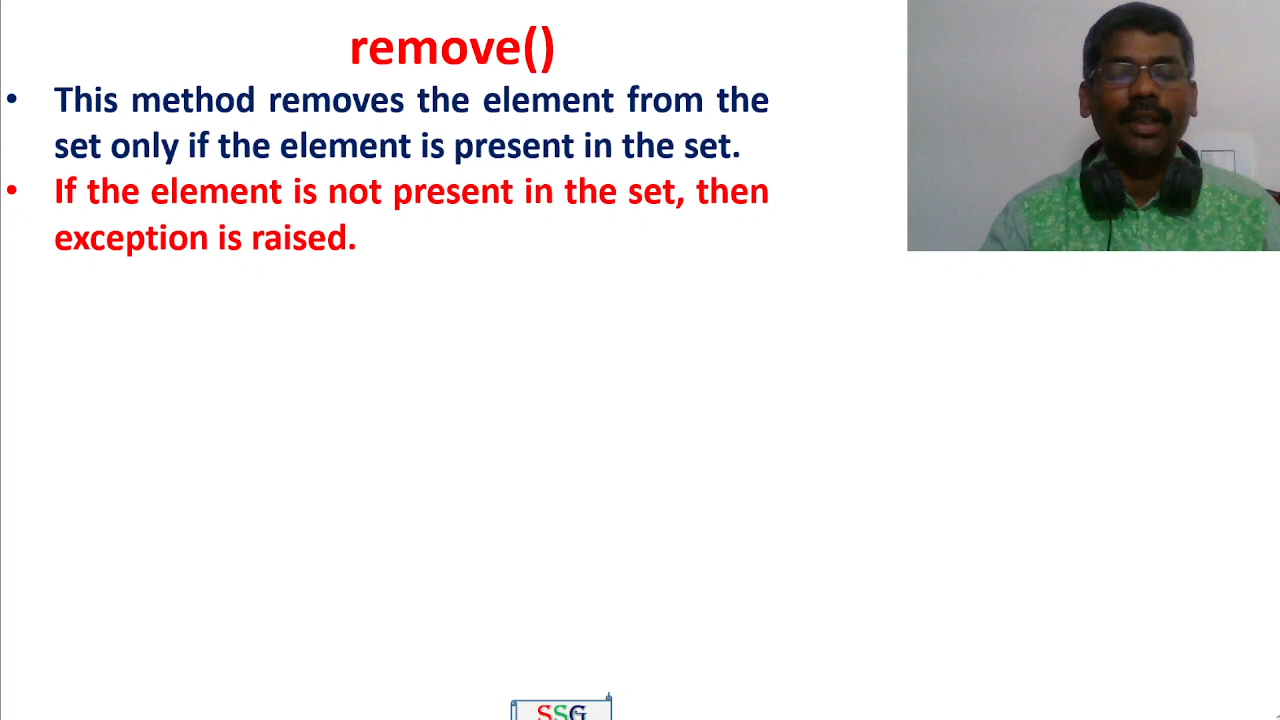 remove()
• This method removes the element from the
set only if the element is present in the set.
• If the element is not present in the set, then
exception is raised.
SSG